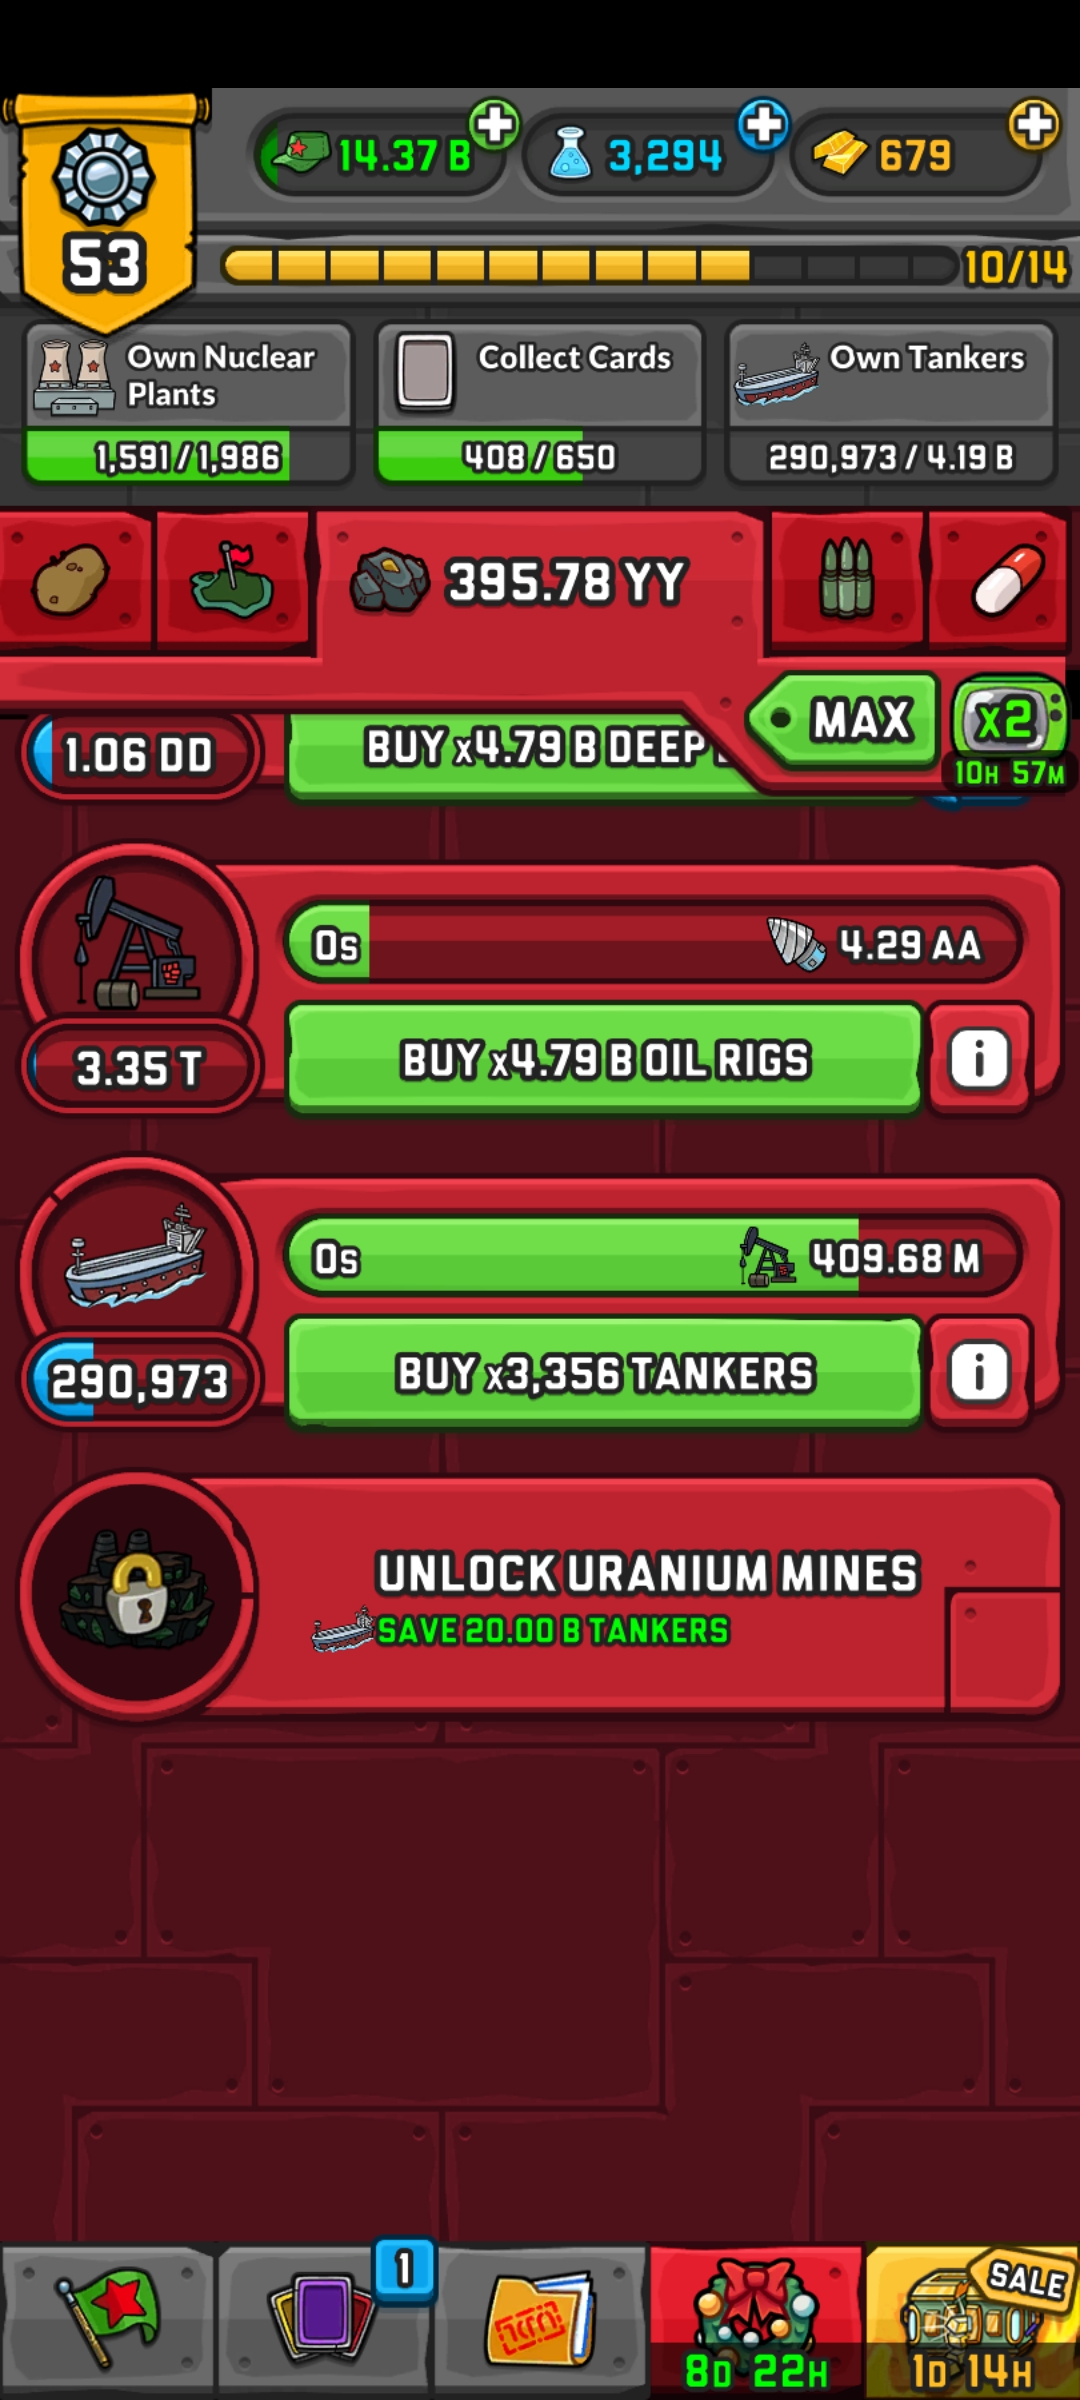 14.37 B
3,294
679
53
10/14
Own Nuclear
Plants
1,591/1,986
Collect Cards
408/650
Own Tankers
290,973/4.19 B
395.78 YY
MAX
x2
10H 57M
1.06 DD
BUY x4.79 B DEEP
0s
4.29 AA
3.35 T
BUY x4.79 B OIL RIGS
i
0s
409.68 M
290,973
BUY x3,356 TANKERS
i
UNLOCK URANIUM MINES
SAVE 20.00 B TANKERS
1
SALE
8D 22H
1D 14H